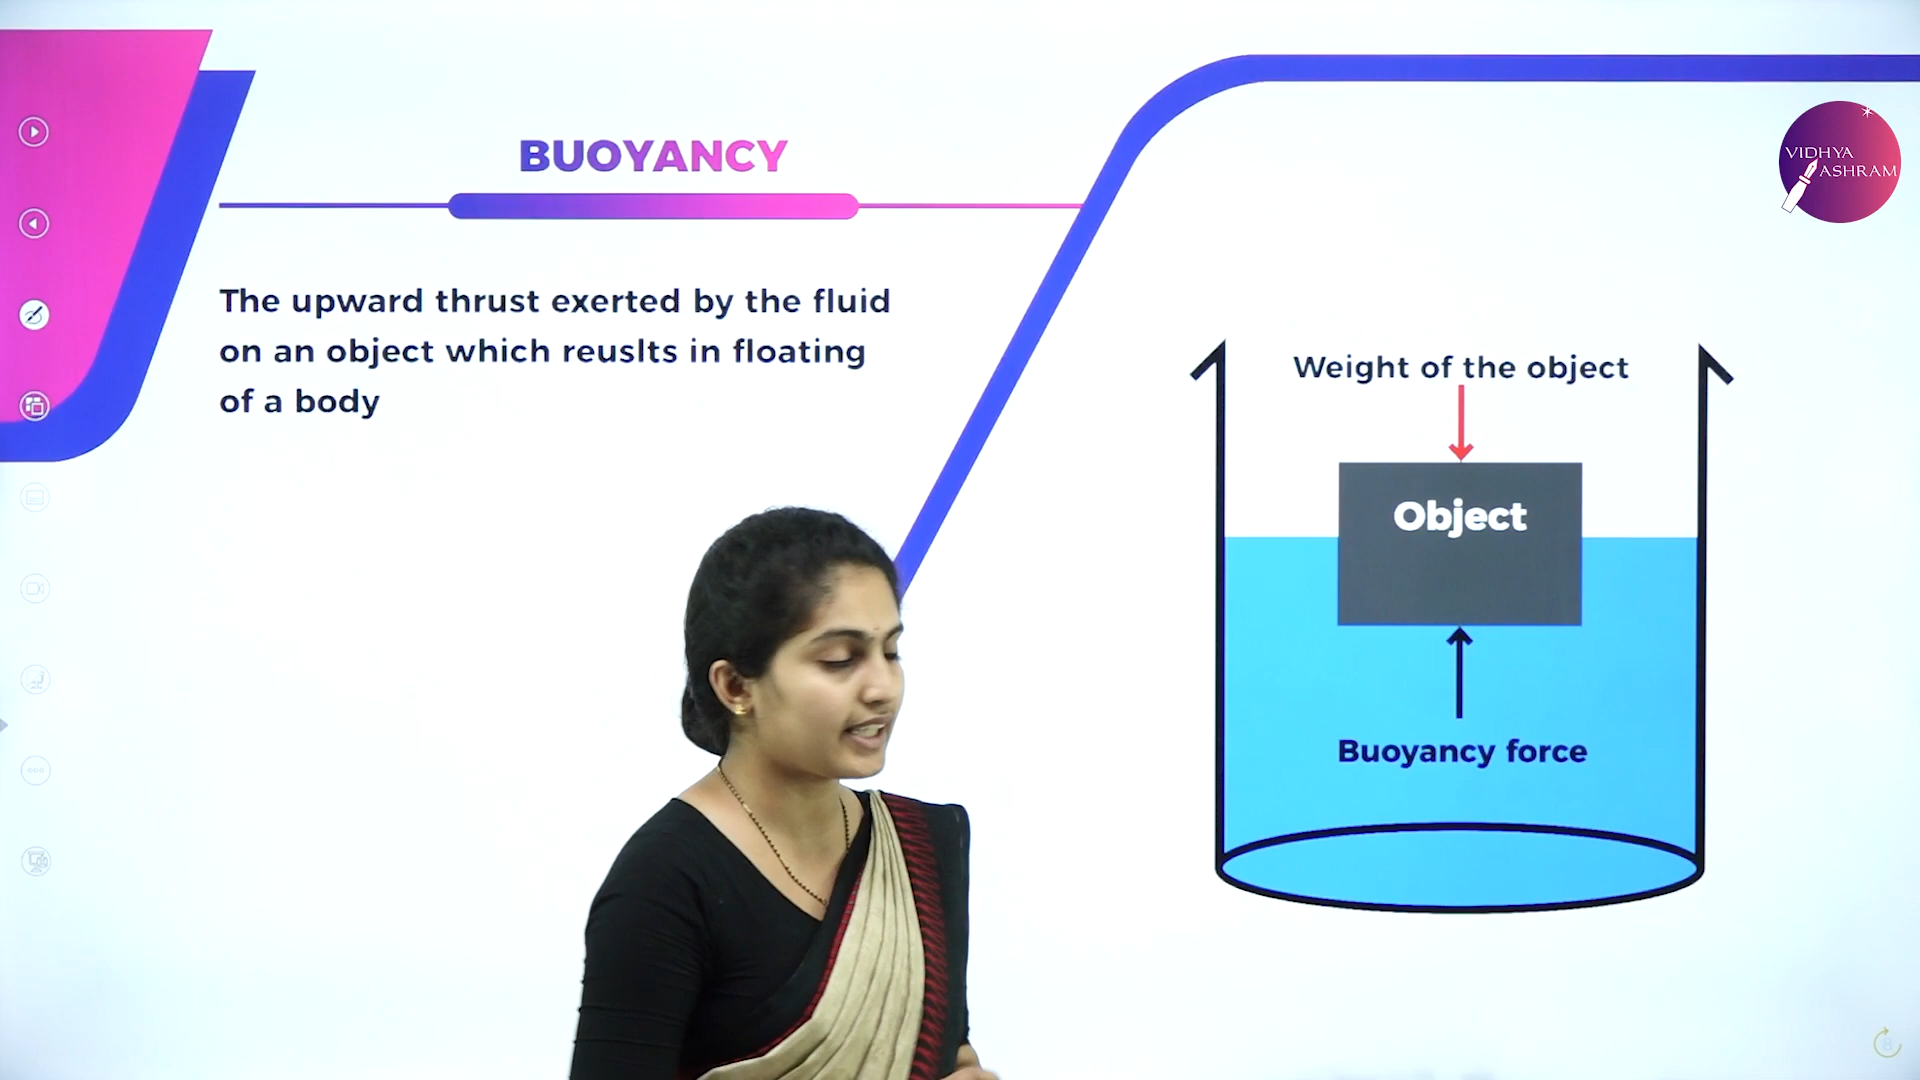 BUOYANCY
VIDHYA
ASHRAM
The upward thrust exerted by the fluid
on an object which reuslts in floating
of a body
Weight of the object
Object
Buoyancy force
8